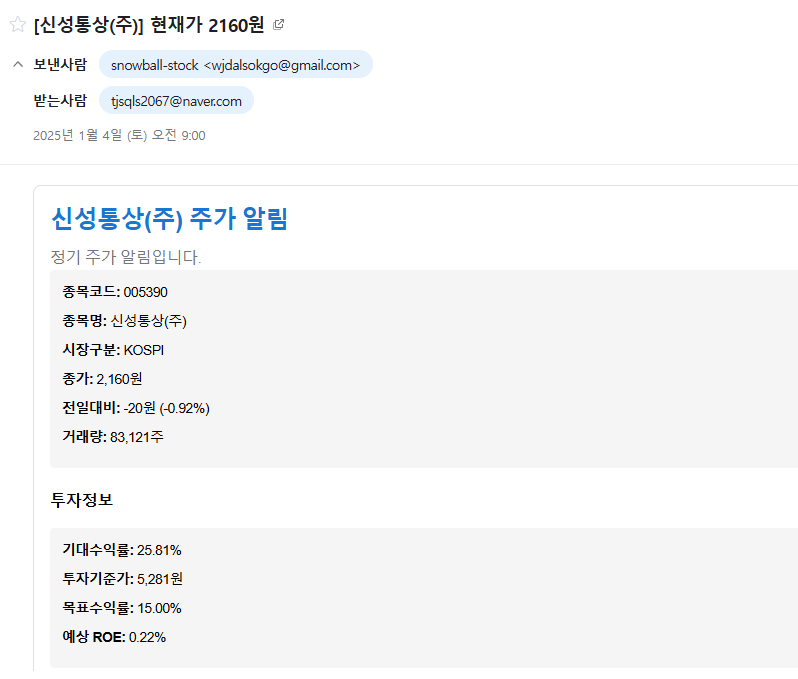 [신성통상(주)] 현재가 2160원
보낸사람 snowball-stock <wjdalsokgo@gmail.com>
받는사람 tjsqls2067@naver.com
2025년 1월 4일 (토) 오전 9:00
신성통상(주) 주가 알림
정기 주가 알림입니다.
종목코드: 005390
종목명: 신성통상(주)
시장구분: KOSPI
종가: 2,160원
전일대비: -20원 (-0.92%)
거래량: 83,121주
투자정보
기대수익률: 25.81%
투자기준가: 5,281원
목표수익률: 15.00%
예상 ROE: 0.22%